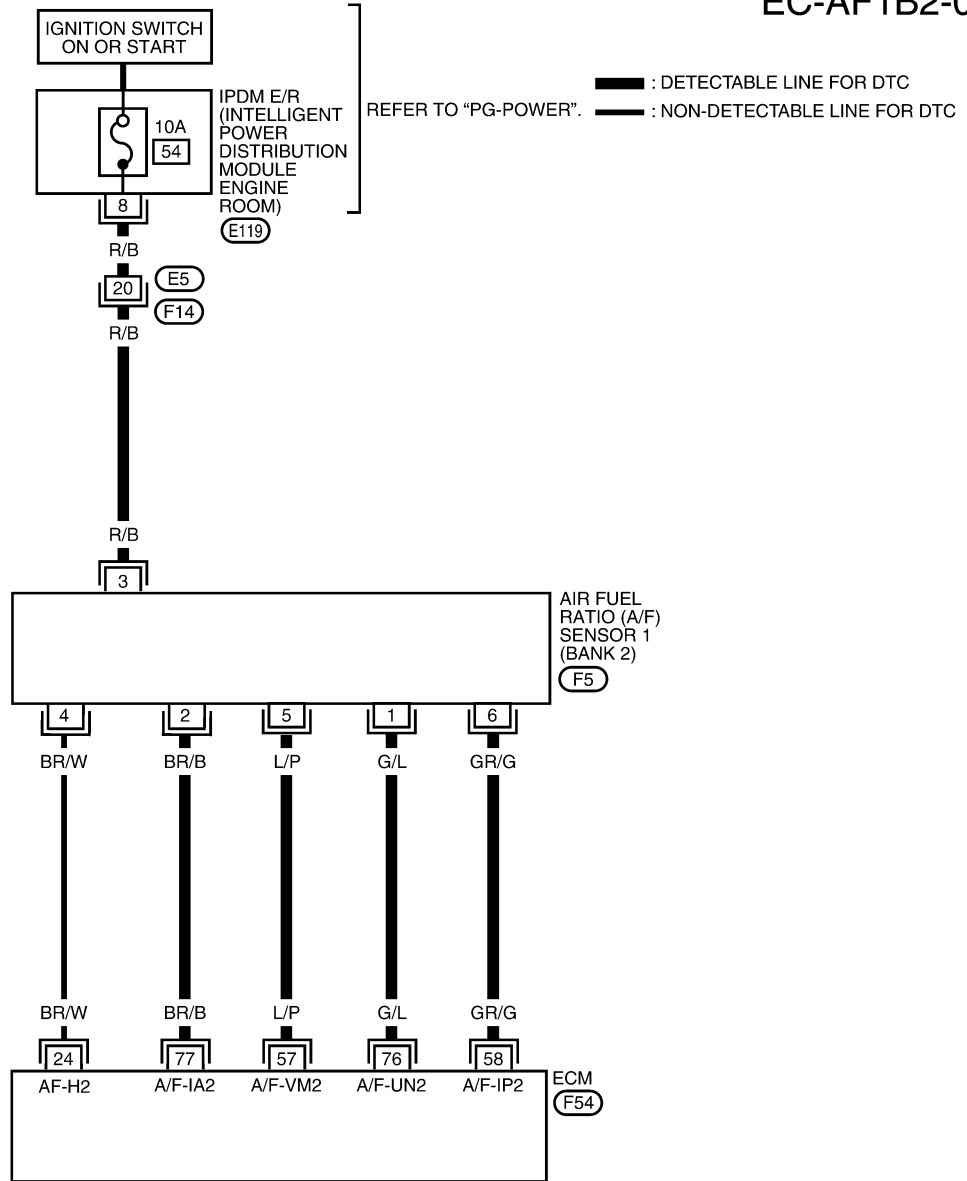 EC-AF1B2-0
IGNITION SWITCH
ON OR START
IPDM E/R
(INTELLIGENT
POWER
DISTRIBUTION
MODULE
ENGINE
ROOM)
10A
54
REFER TO “PG-POWER”.
: DETECTABLE LINE FOR DTC
: NON-DETECTABLE LINE FOR DTC
8
E119
R/B
20
E5
F14
R/B
R/B
3
AIR FUEL
RATIO (A/F)
SENSOR 1
(BANK 2)
F5
4 2 5 1 6
BR/W BR/B L/P G/L GR/G
BR/W BR/B L/P G/L GR/G
24 77 57 76 58
AF-H2 A/F-IA2 A/F-VM2 A/F-UN2 A/F-IP2
ECM
F54